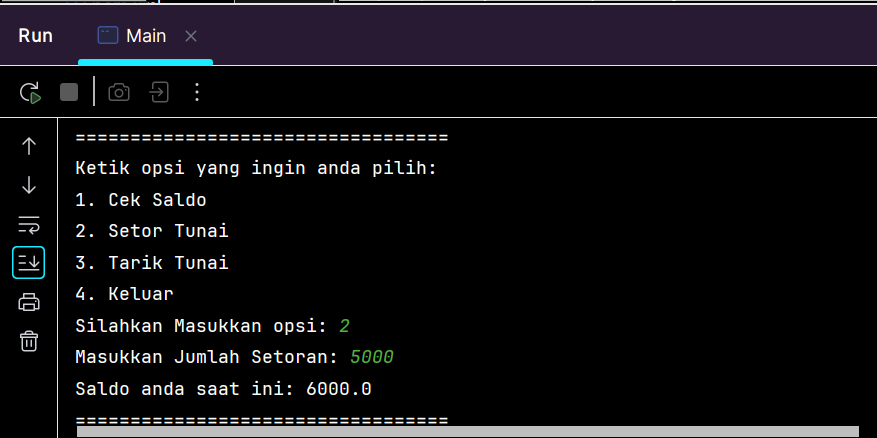 Run Main
==================================
Ketik opsi yang ingin anda pilih:
1. Cek Saldo
2. Setor Tunai
3. Tarik Tunai
4. Keluar
Silahkan Masukkan opsi: 2
Masukkan Jumlah Setoran: 5000
Saldo anda saat ini: 6000.0
==================================